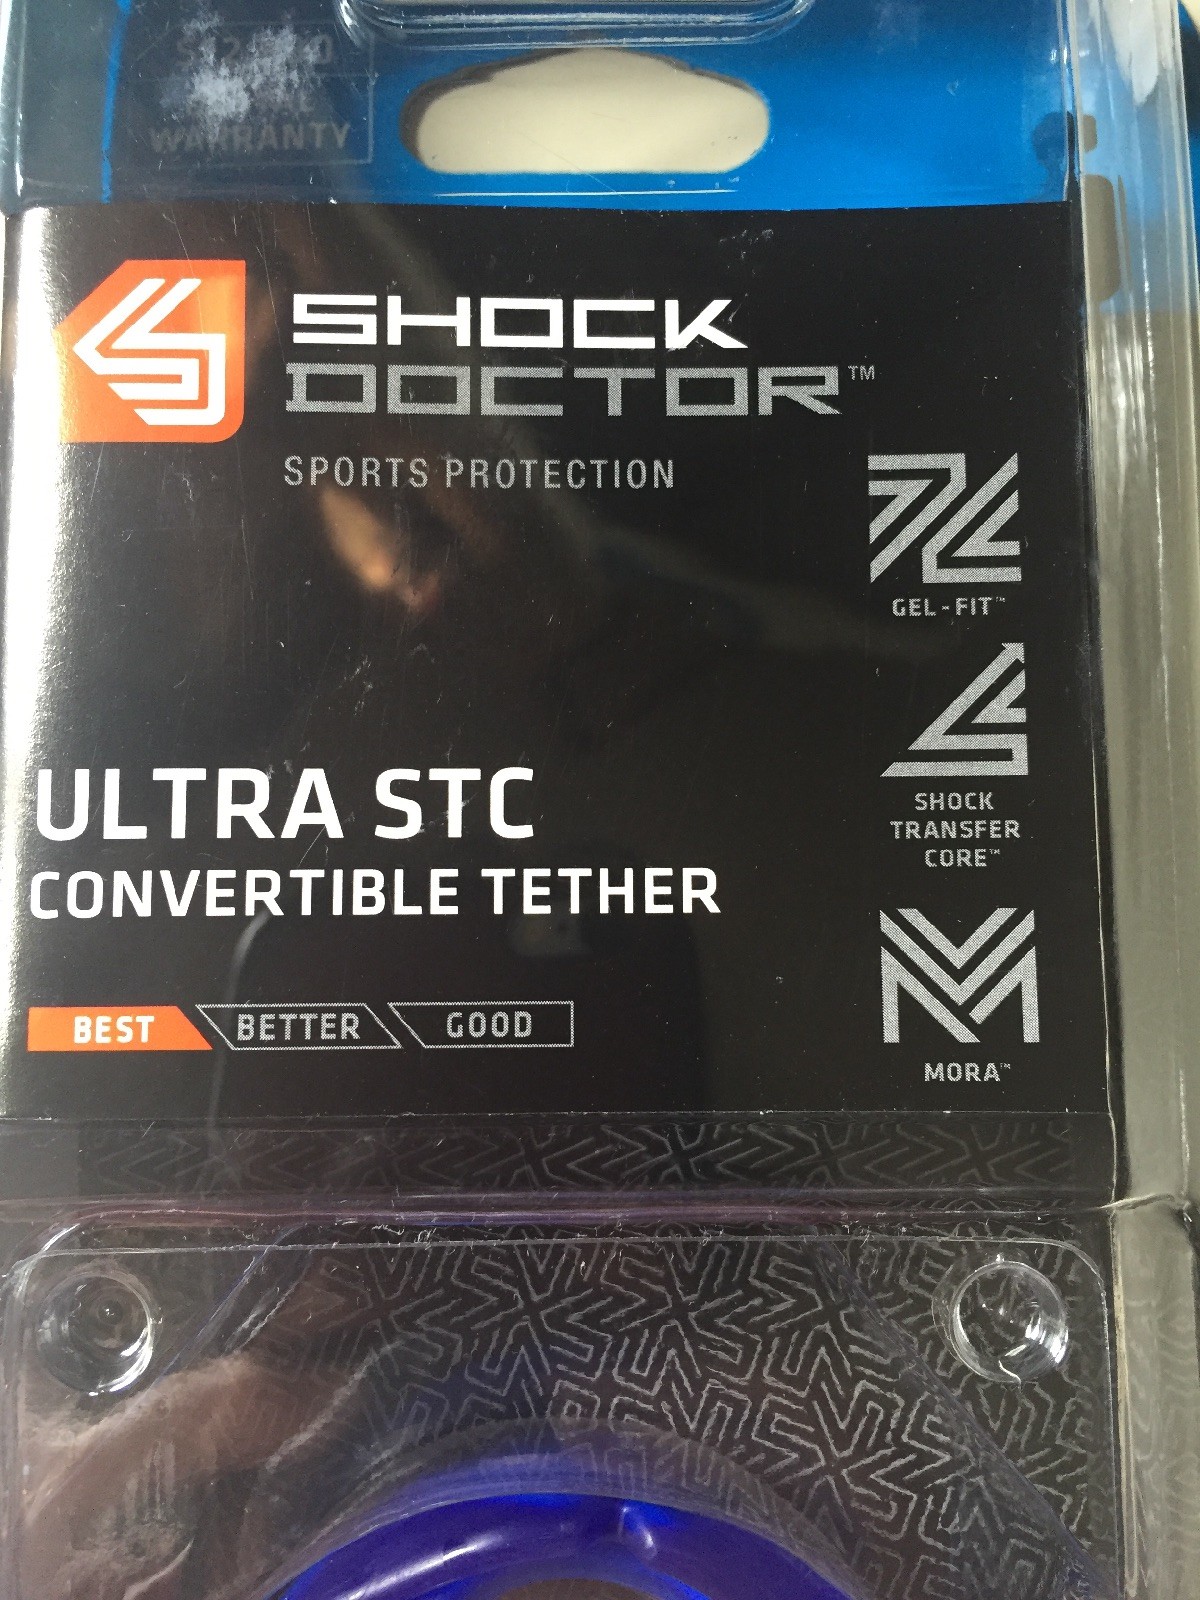 WARRANTY
SHOCK
DOCTOR™
SPORTS PROTECTION
GEL-FIT™
SHOCK
TRANSFER
CORE™
ULTRA STC
CONVERTIBLE TETHER
BEST BETTER GOOD
MORA™